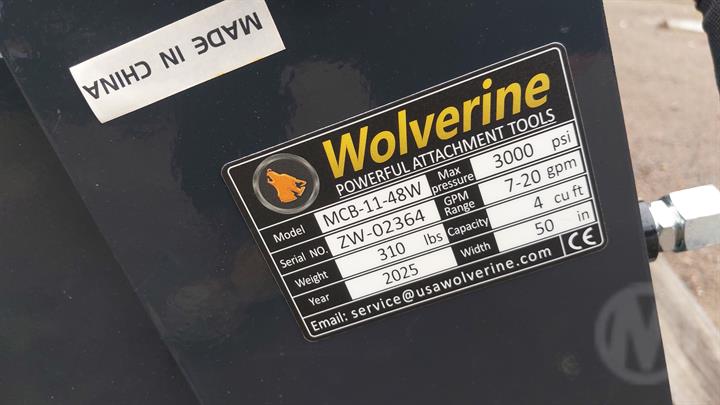 MADE IN CHINA
Wolverine
POWERFUL ATTACHMENT TOOLS
Model MCB-11-48W Max pressure 3000 psi
Serial NO. ZW-02364 GPM Range 7-20 gpm
Weight 310 lbs Capacity 4 cu ft
Year 2025 Width 50 in
Email: service@usawolverine.com CE
M